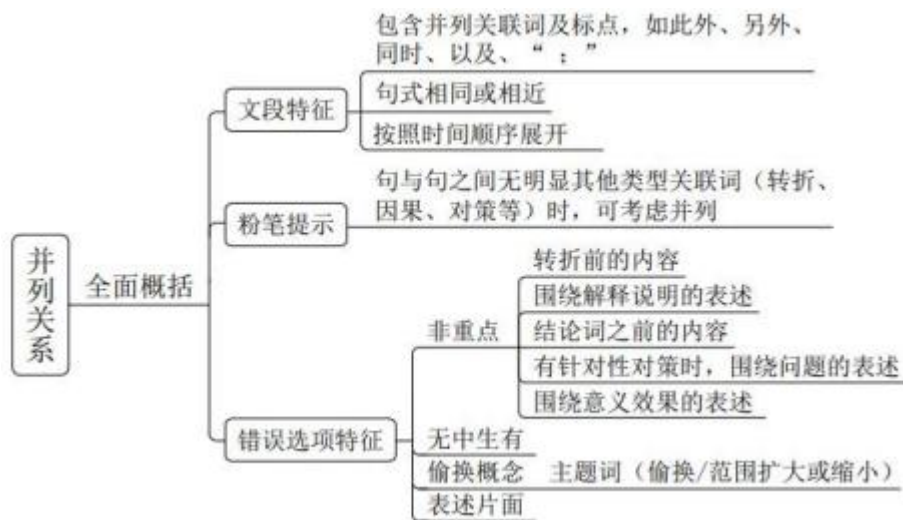 并列关系
全面概括
文段特征
包含并列关联词及标点，如此外、另外、
同时、以及、“；”
句式相同或相近
按照时间顺序展开
粉笔提示
句与句之间无明显其他类型关联词（转折、
因果、对策等）时，可考虑并列
错误选项特征
非重点
转折前的内容
围绕解释说明的表述
结论词之前的内容
有针对性对策时，围绕问题的表述
围绕意义效果的表述
无中生有
偷换概念 主题词（偷换/范围扩大或缩小）
表述片面